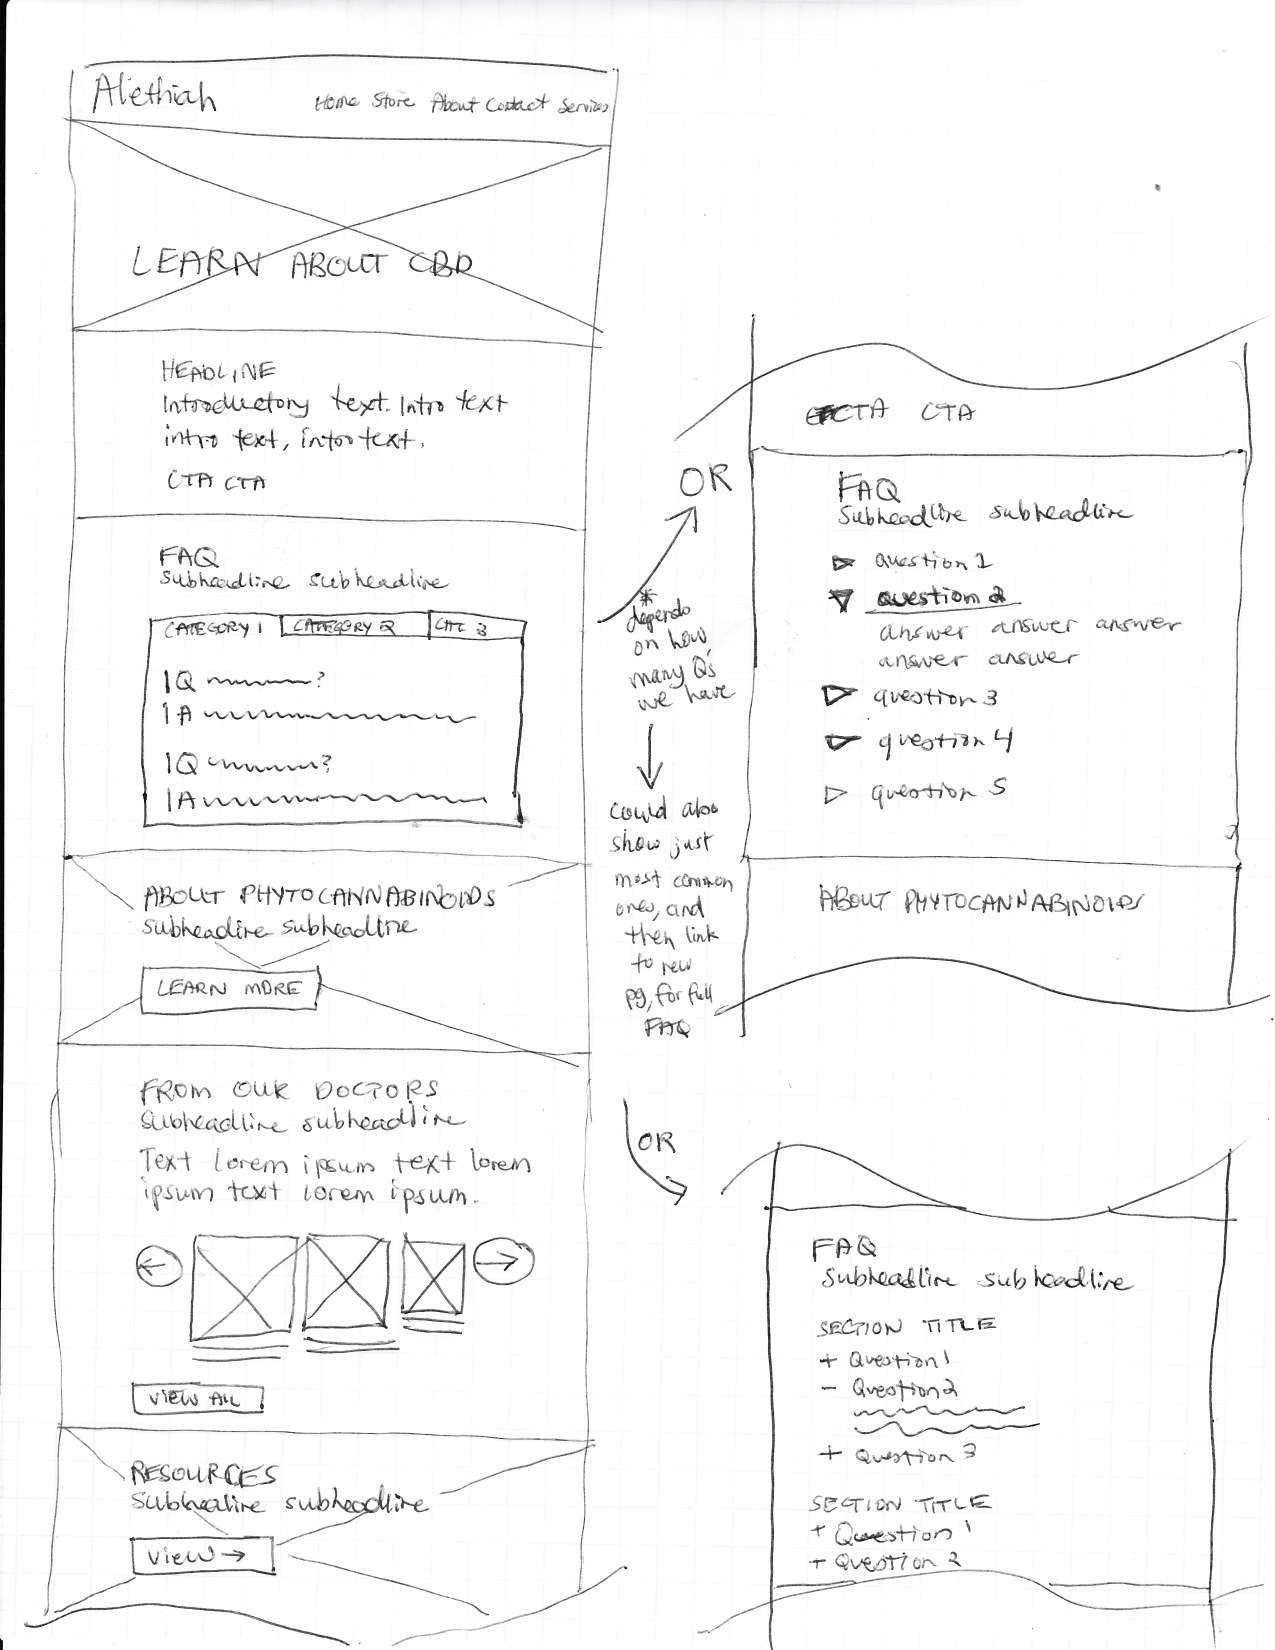 Alethiah
Home Store About Contact Services
LEARN ABOUT CBD
HEADLINE
Introductory text. Intro text
intro text, intro text.
CTA CTA
FAQ
Subheadline subheadline
CATEGORY 1 CATEGORY 2 CAT 3
1Q ?
1A
1Q ?
1A
ABOUT PHYTOCANNABINOIDS
subheadline subheadline
LEARN MORE
FROM OUR DOCTORS
Subheadline subheadline
Text lorem ipsum text lorem
ipsum text lorem ipsum.
←
→
VIEW ALL
RESOURCES
Subhealine subheadline
VIEW →
OR
*
depends
on how
many Q's
we have
could also
show just
most common
ones, and
then link
to new
pg, for full
FAQ
CTA CTA
FAQ
Subheadline subheadline
question 1
question 2
answer answer answer
answer answer
question 3
question 4
question 5
ABOUT PHYTOCANNABINOIDS
OR
FAQ
Subheadline subheadline
SECTION TITLE
+ Question 1
- Question 2
+ Question 3
SECTION TITLE
+ Question 1
+ Question 2